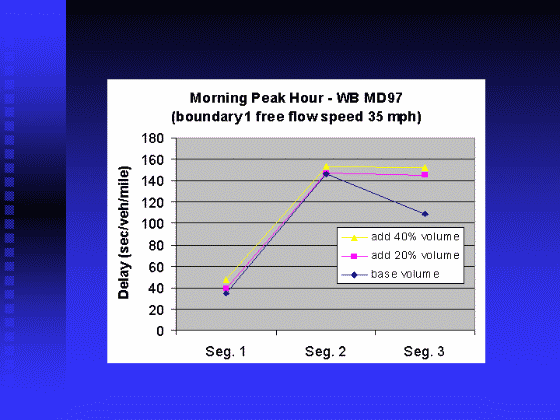 Morning Peak Hour - WB MD97
(boundary1 free flow speed 35 mph)
Delay (sec/veh/mile)
180
160
140
120
100
80
60
40
20
0
add 40% volume
add 20% volume
base volume
Seg. 1 Seg. 2 Seg. 3